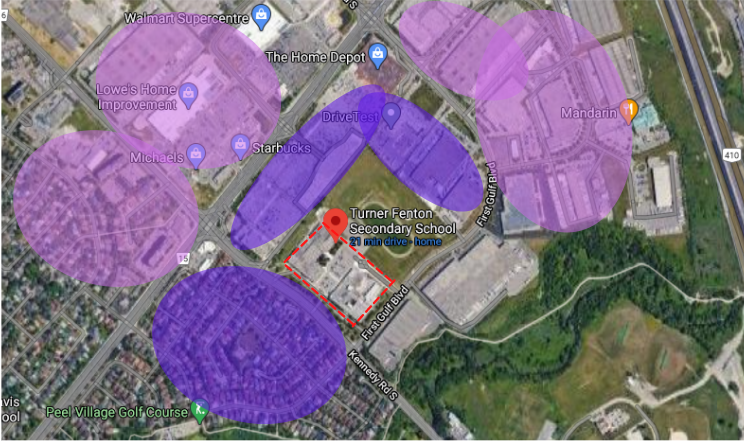 6
S
Walmart Supercentre
The Home Depot
Lowe's Home
Improvement
DriveTest
Mandarin
Michaels
Starbucks
410
First Gulf Blvd
Turner Fenton
Secondary School
21 min drive - home
15
First Gulf Blvd
Kennedy Rd S
avis
ool
Peel Village Golf Course